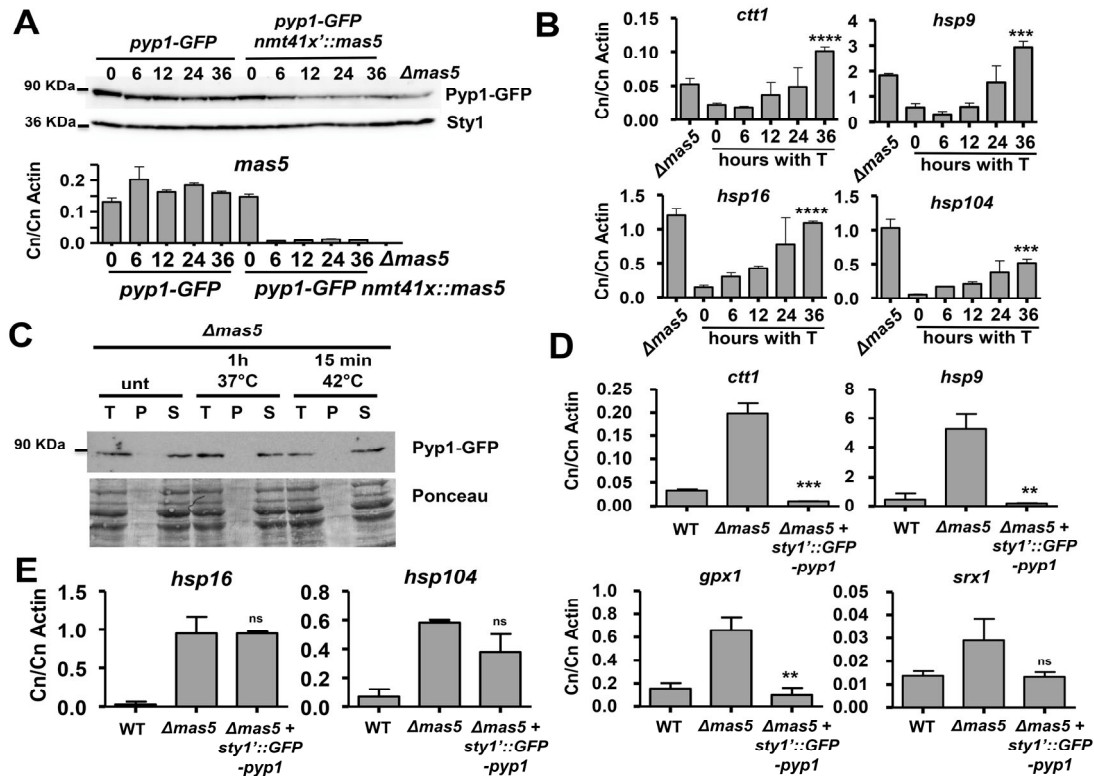 A
pyp1-GFP
pyp1-GFP
nmt41x'::mas5
0 6 12 24 36 0 6 12 24 36 Δmas5
90 KDa
Pyp1-GFP
36 KDa
Sty1
mas5
Cn/Cn Actin
0.2
0.1
0.0
0 6 12 24 36 0 6 12 24 36 Δmas5
pyp1-GFP pyp1-GFP nmt41x::mas5
B
ctt1
Cn/Cn Actin
0.15
0.10
0.05
0.00
****
Δmas5 0 6 12 24 36
hours with T
hsp9
4
3
2
1
0
***
Δmas5 0 6 12 24 36
hours with T
hsp16
Cn/Cn Actin
1.5
1.0
0.5
0.0
****
Δmas5 0 6 12 24 36
hours with T
hsp104
1.5
1.0
0.5
0.0
***
Δmas5 0 6 12 24 36
hours with T
C
Δmas5
unt
1h
37°C
15 min
42°C
T P S T P S T P S
90 KDa
Pyp1-GFP
Ponceau
D
ctt1
Cn/Cn Actin
0.25
0.20
0.15
0.10
0.05
0.00
***
WT Δmas5 Δmas5 +
sty1'::GFP
-pyp1
hsp9
8
6
4
2
0
**
WT Δmas5 Δmas5 +
sty1'::GFP
-pyp1
gpx1
Cn/Cn Actin
1.0
0.8
0.6
0.4
0.2
0.0
**
WT Δmas5 Δmas5 +
sty1'::GFP
-pyp1
srx1
0.05
0.04
0.03
0.02
0.01
0.00
ns
WT Δmas5 Δmas5 +
sty1'::GFP
-pyp1
E
hsp16
Cn/Cn Actin
1.5
1.0
0.5
0.0
ns
WT Δmas5 Δmas5 +
sty1'::GFP
-pyp1
hsp104
0.8
0.6
0.4
0.2
0.0
ns
WT Δmas5 Δmas5 +
sty1'::GFP
-pyp1